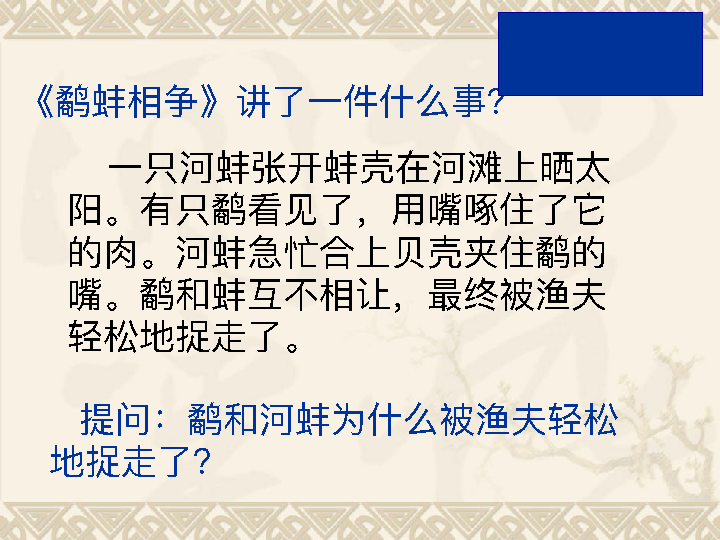 《鹬蚌相争》讲了一件什么事?
一只河蚌张开蚌壳在河滩上晒太
阳。有只鹬看见了，用嘴啄住了它
的肉。河蚌急忙合上贝壳夹住鹬的
嘴。鹬和蚌互不相让，最终被渔夫
轻松地捉走了。
提问：鹬和河蚌为什么被渔夫轻松
地捉走了?